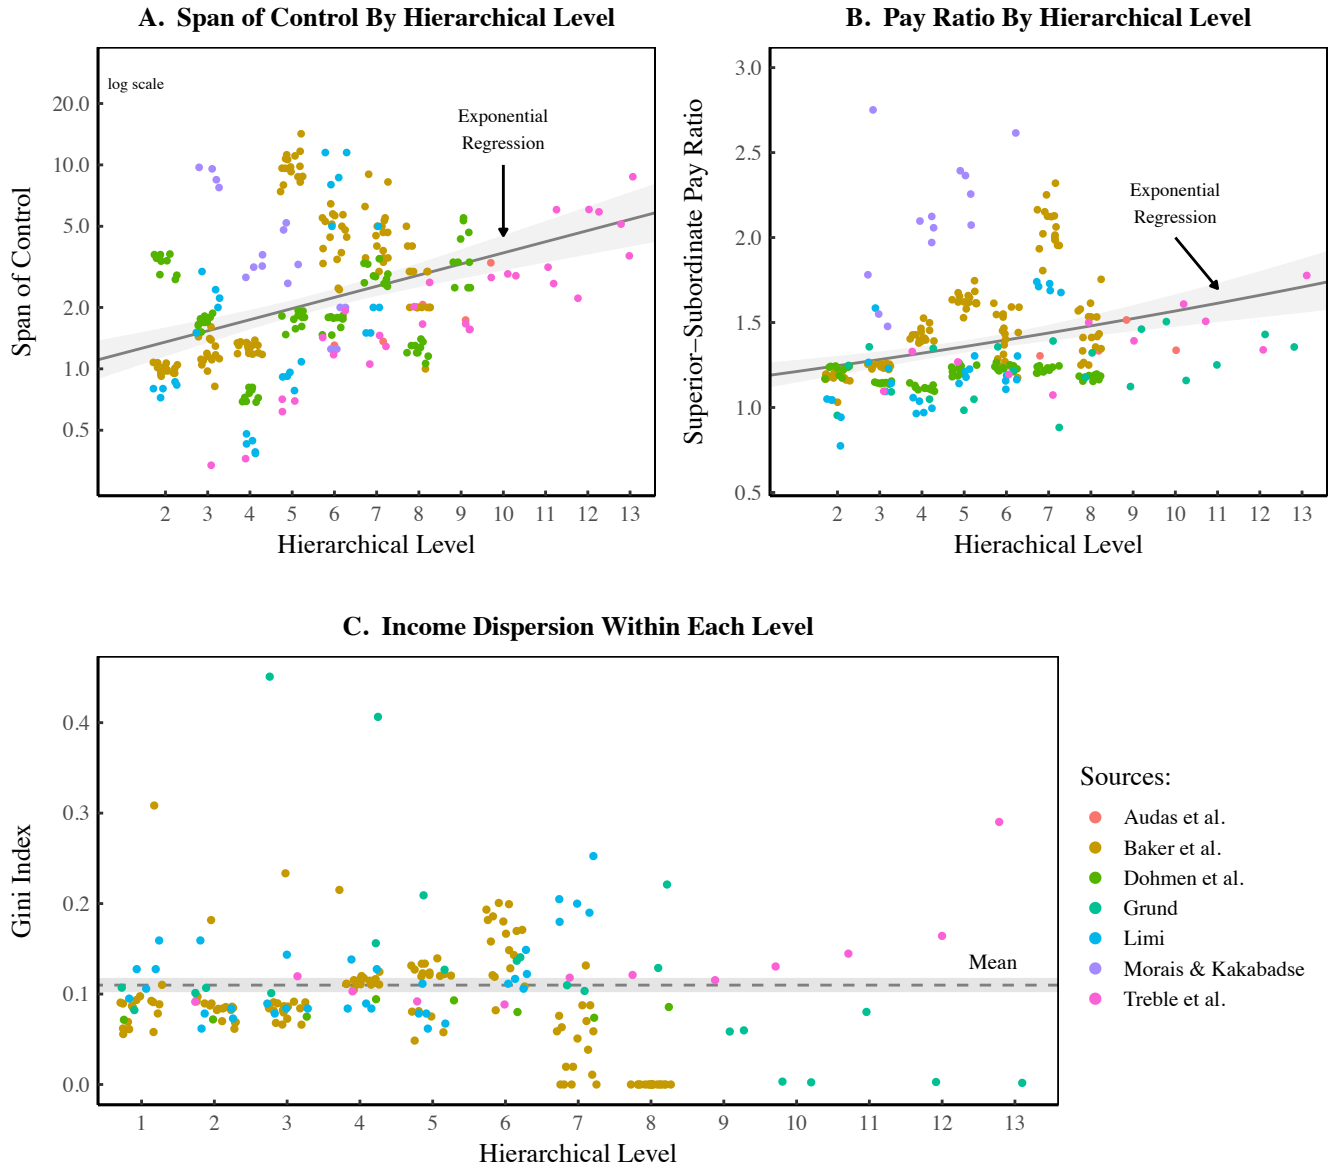 A. Span of Control By Hierarchical Level
log scale
Exponential
Regression
Span of Control
20.0
10.0
5.0
2.0
1.0
0.5
2 3 4 5 6 7 8 9 10 11 12 13
Hierarchical Level
B. Pay Ratio By Hierarchical Level
Exponential
Regression
Superior−Subordinate Pay Ratio
3.0
2.5
2.0
1.5
1.0
0.5
2 3 4 5 6 7 8 9 10 11 12 13
Hierachical Level
C. Income Dispersion Within Each Level
Mean
Gini Index
0.4
0.3
0.2
0.1
0.0
1 2 3 4 5 6 7 8 9 10 11 12 13
Hierachical Level
Sources:
Audas et al.
Baker et al.
Dohmen et al.
Grund
Limi
Morais & Kakabadse
Treble et al.